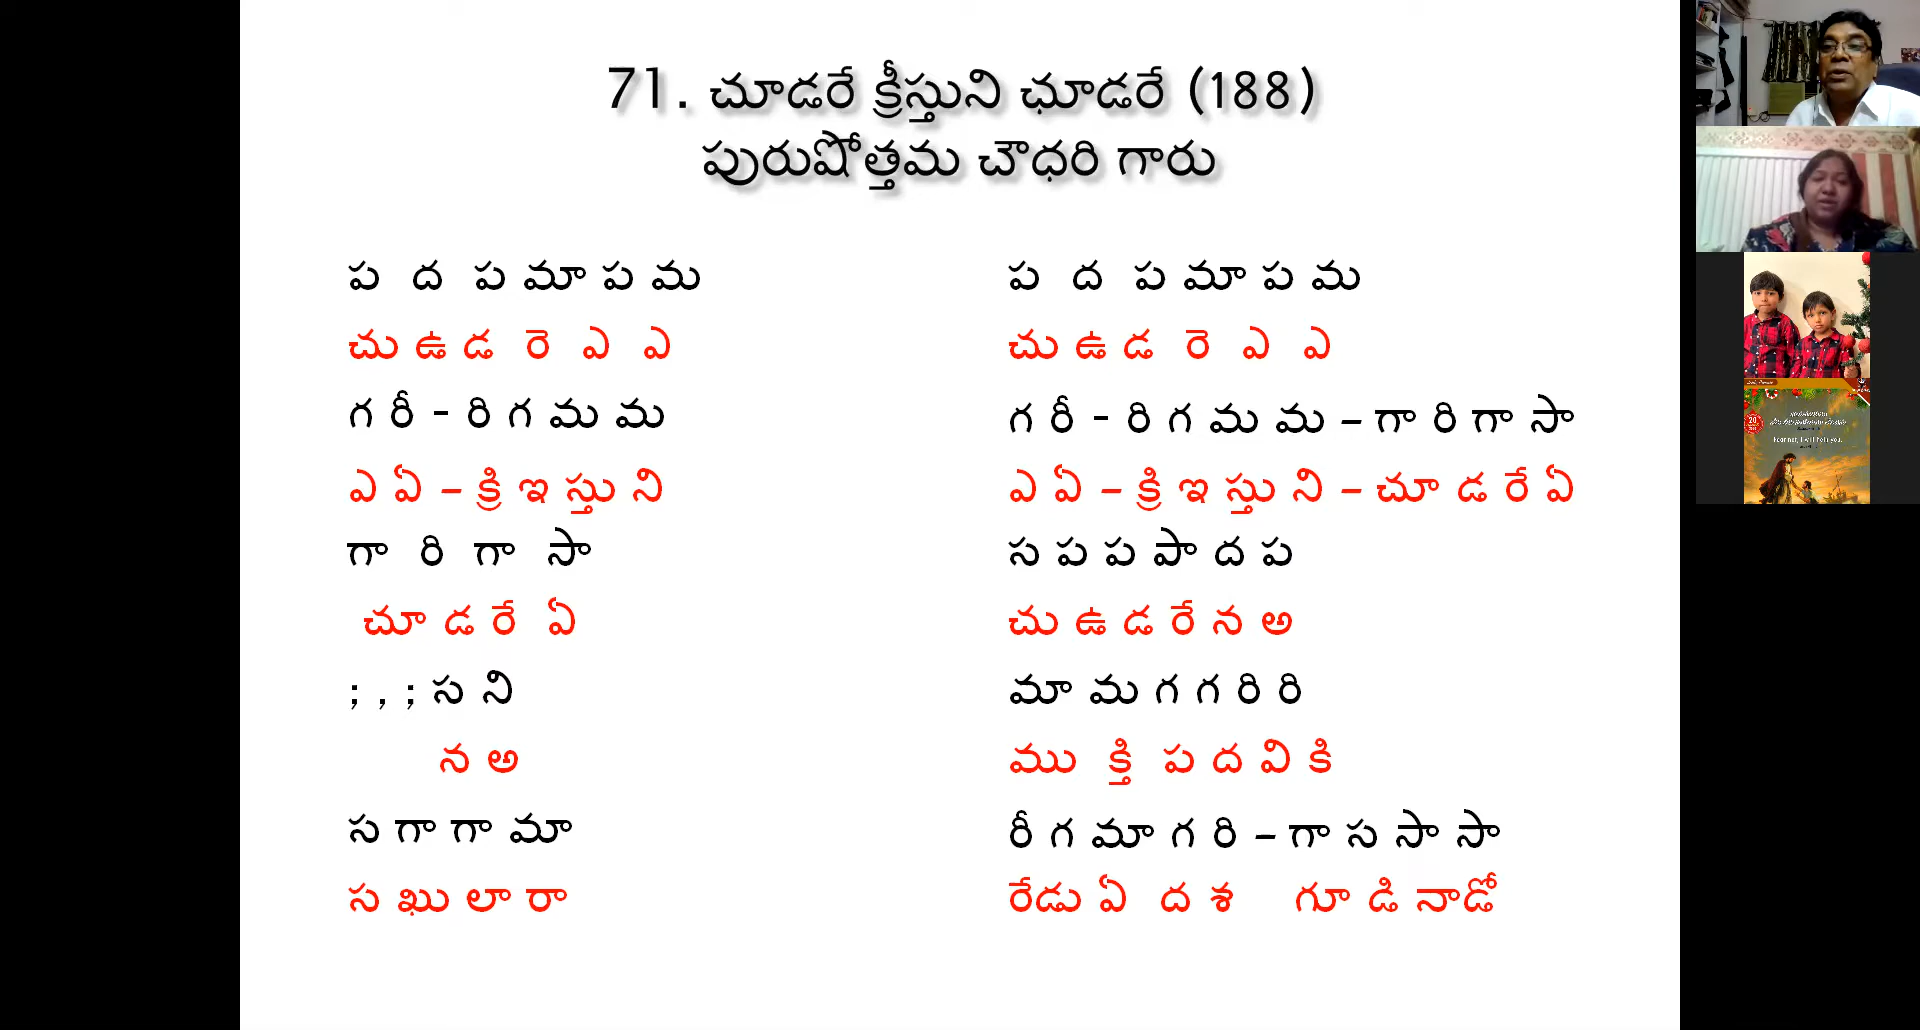 71. చూడరే క్రీస్తుని ఛూడరే (188)
పురుషోత్తమ చౌధరి గారు
ప ద ప మా ప మ
చు ఉ డ రె ఎ ఎ
గ రీ - రి గ మ మ
ఎ ఏ – క్రి ఇ స్తు ని
గా రి గా సా
చూ డ రే ఏ
; , ; స ని
న అ
స గా గా మా
స ఖు లా రా
ప ద ప మా ప మ
చు ఉ డ రె ఎ ఎ
గ రీ - రి గ మ మ – గా రి గా సా
ఎ ఏ – క్రి ఇ స్తు ని – చూ డ రే ఏ
స ప ప పా ద ప
చు ఉ డ రే న అ
మా మ గ గ రి రి
ము క్తి ప ద వి కి
రీ గ మా గ రి – గా స సా సా
రేడు ఏ ద శ గూ డి నాడో